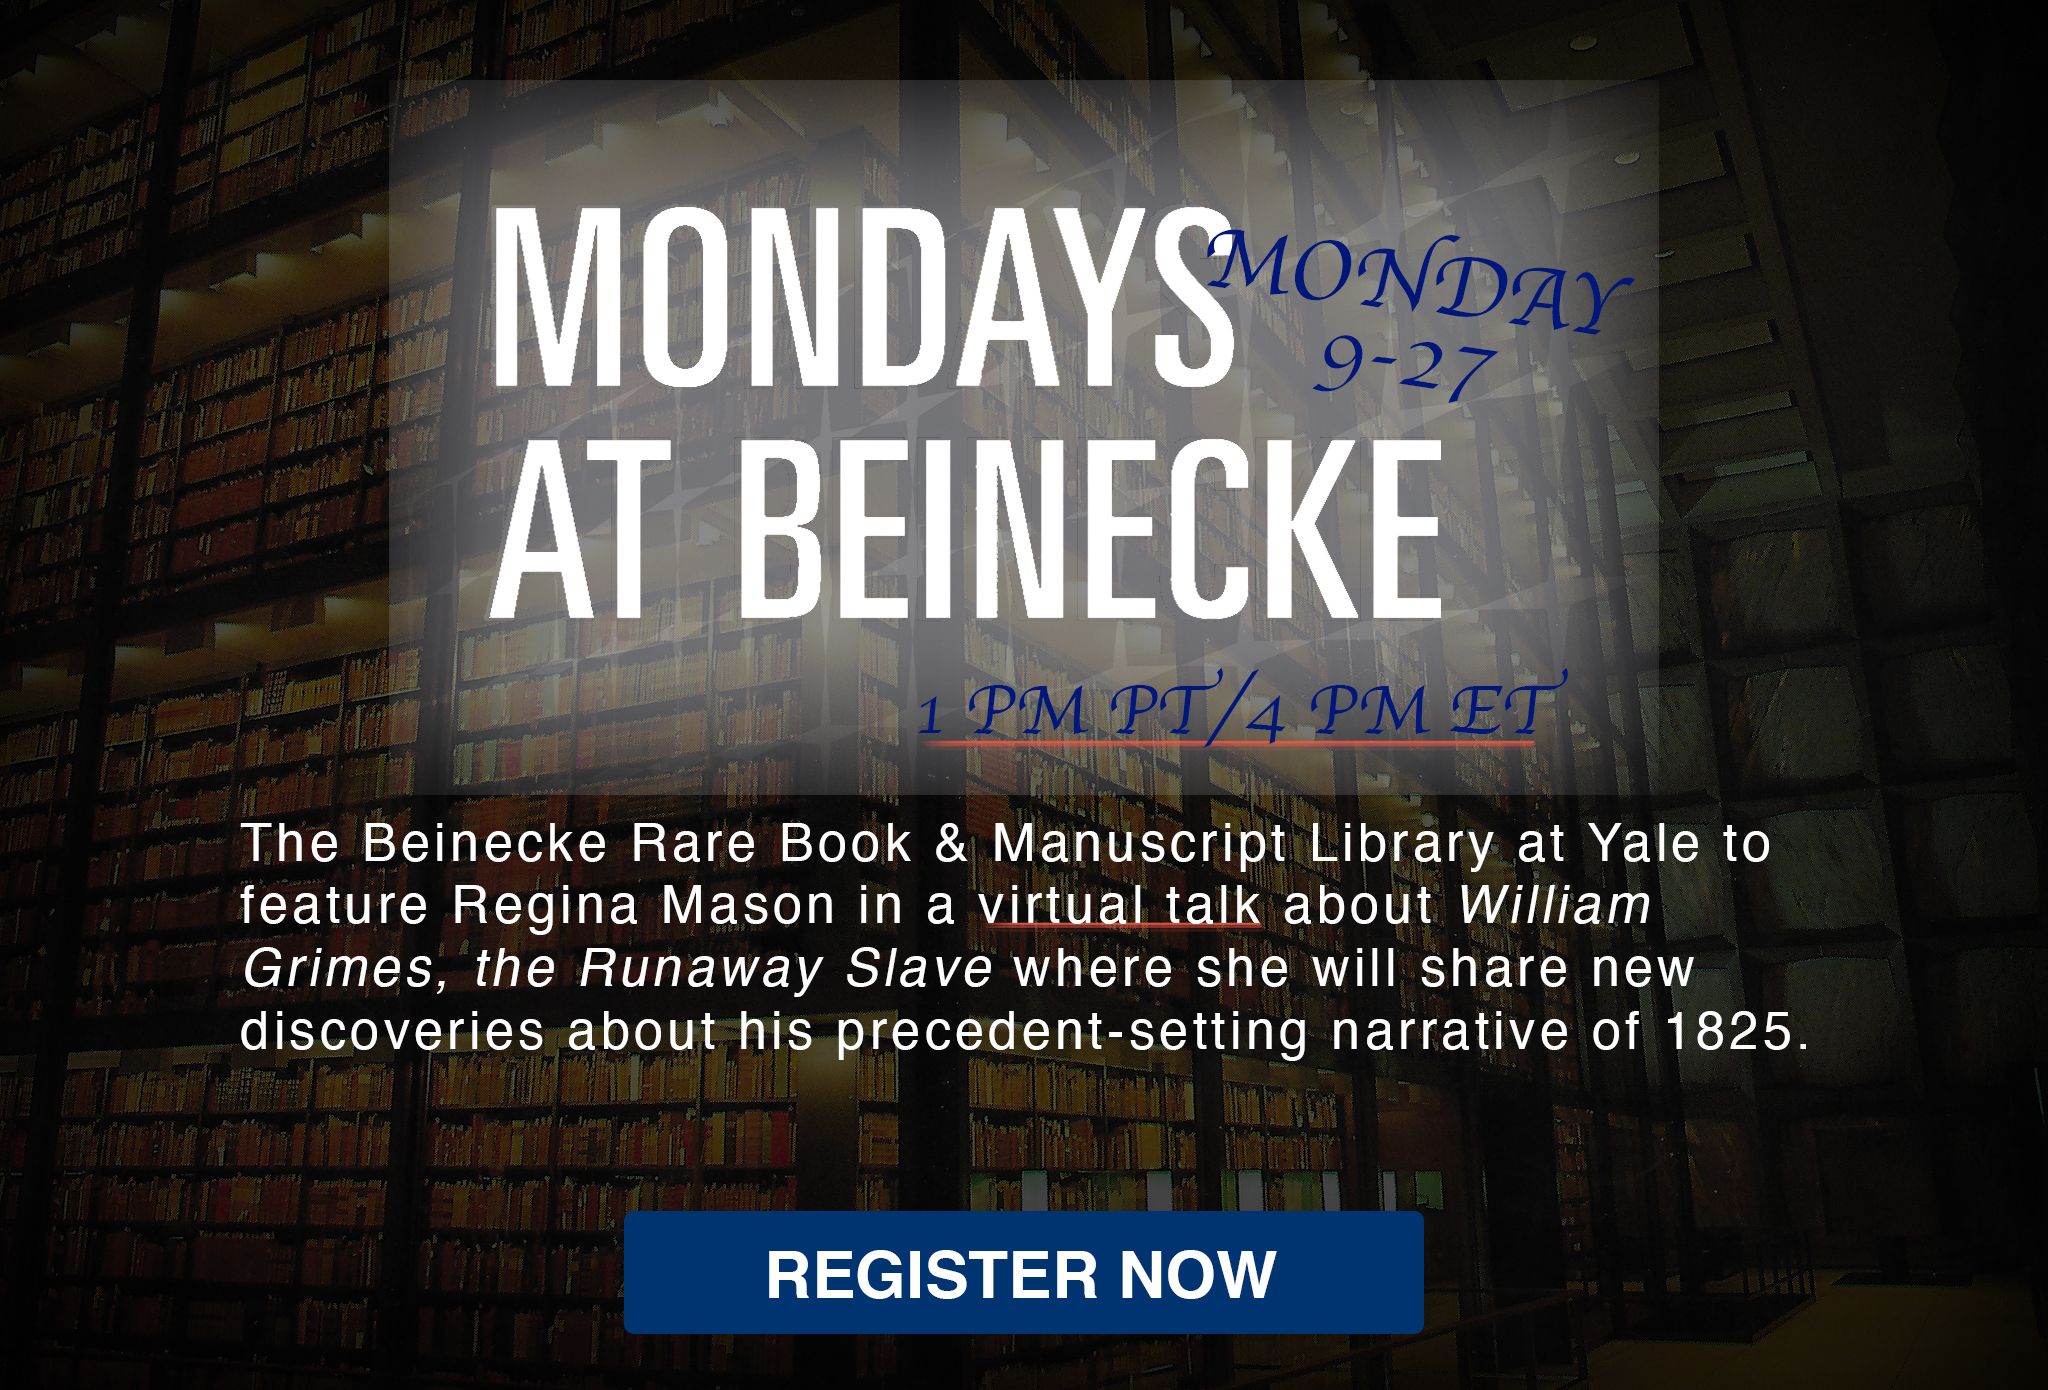 MONDAYS
MONDAY
9-27
AT BEINECKE
1 PM PT/4 PM ET
The Beinecke Rare Book & Manuscript Library at Yale to
feature Regina Mason in a virtual talk about William
Grimes, the Runaway Slave where she will share new
discoveries about his precedent-setting narrative of 1825.
REGISTER NOW